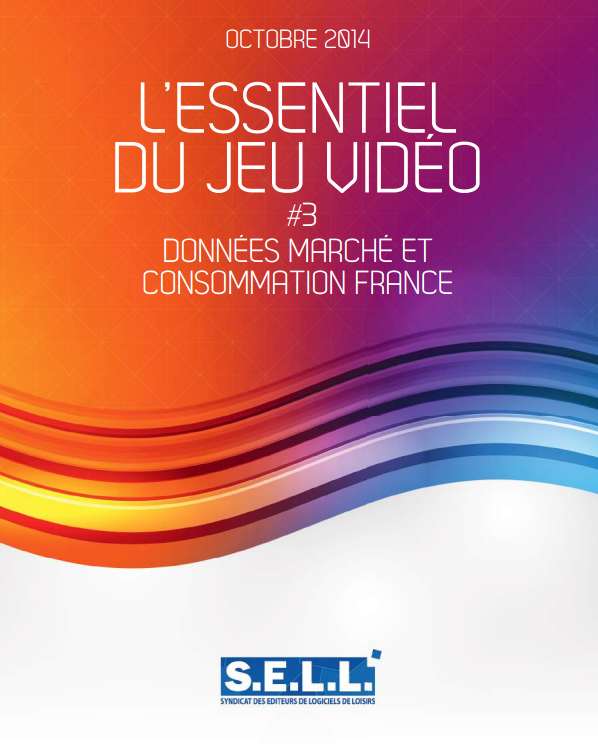 OCTOBRE 2014
L'ESSENTIEL
DU JEU VIDÉO
#3
DONNÉES MARCHÉ ET
CONSOMMATION FRANCE
S.E.L.L.
SYNDICAT DES EDITEURS DE LOGICIELS DE LOISIRS